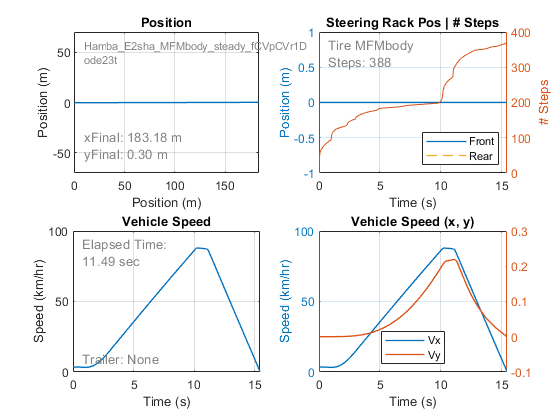 Position
Hamba_E2sha_MFMbody_steady_fCVpCVr1D
ode23t
xFinal: 183.18 m
yFinal: 0.30 m
50
0
-50
0
50
100
150
Position (m)
Position (m)
Steering Rack Pos | # Steps
Tire MFMbody
Steps: 388
Front
Rear
1
0.5
0
-0.5
-1
400
300
200
100
0
0
5
10
15
Position (m)
# Steps
Time (s)
Vehicle Speed
Elapsed Time:
11.49 sec
Trailer: None
100
50
0
0
5
10
15
Speed (km/hr)
Time (s)
Vehicle Speed (x, y)
Vx
Vy
100
50
0
0.3
0.2
0.1
0
-0.1
0
5
10
15
Speed (km/hr)
Time (s)